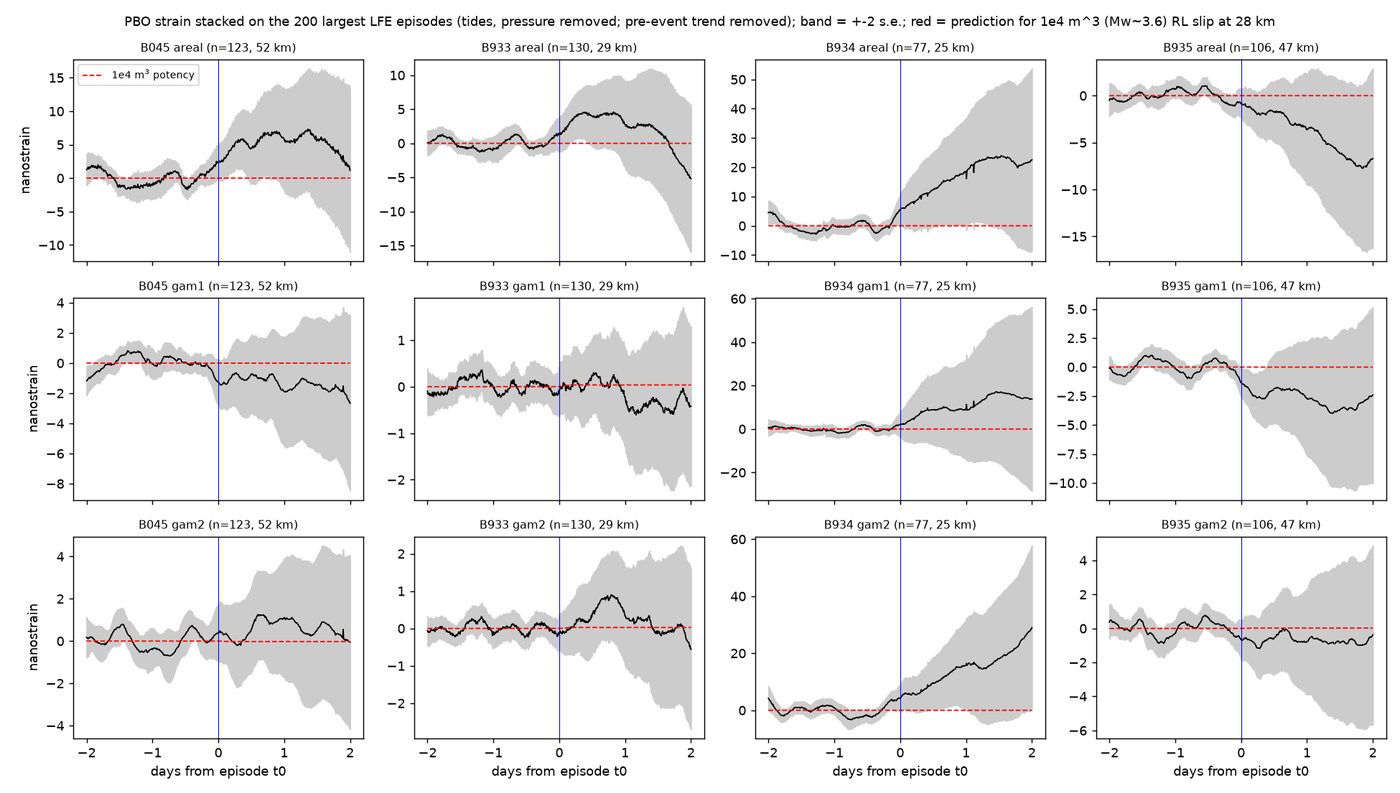 PBO strain stacked on the 200 largest LFE episodes (tides, pressure removed; pre-event trend removed); band = +-2 s.e.; red = prediction for 1e4 m^3 (Mw~3.6) RL slip at 28 km
B045 areal (n=123, 52 km)
B933 areal (n=130, 29 km)
B934 areal (n=77, 25 km)
B935 areal (n=106, 47 km)
1e4 m³ potency
nanostrain
15
10
5
0
−5
−10
10
5
0
−5
−10
−15
50
40
30
20
10
0
−10
0
−5
−10
−15
B045 gam1 (n=123, 52 km)
B933 gam1 (n=130, 29 km)
B934 gam1 (n=77, 25 km)
B935 gam1 (n=106, 47 km)
nanostrain
4
2
0
−2
−4
−6
−8
1
0
−1
−2
60
40
20
0
−20
5.0
2.5
0.0
−2.5
−5.0
−7.5
−10.0
B045 gam2 (n=123, 52 km)
B933 gam2 (n=130, 29 km)
B934 gam2 (n=77, 25 km)
B935 gam2 (n=106, 47 km)
nanostrain
4
2
0
−2
−4
2
1
0
−1
−2
60
40
20
0
4
2
0
−2
−4
−6
−2 −1 0 1 2
−2 −1 0 1 2
−2 −1 0 1 2
−2 −1 0 1 2
days from episode t0
days from episode t0
days from episode t0
days from episode t0